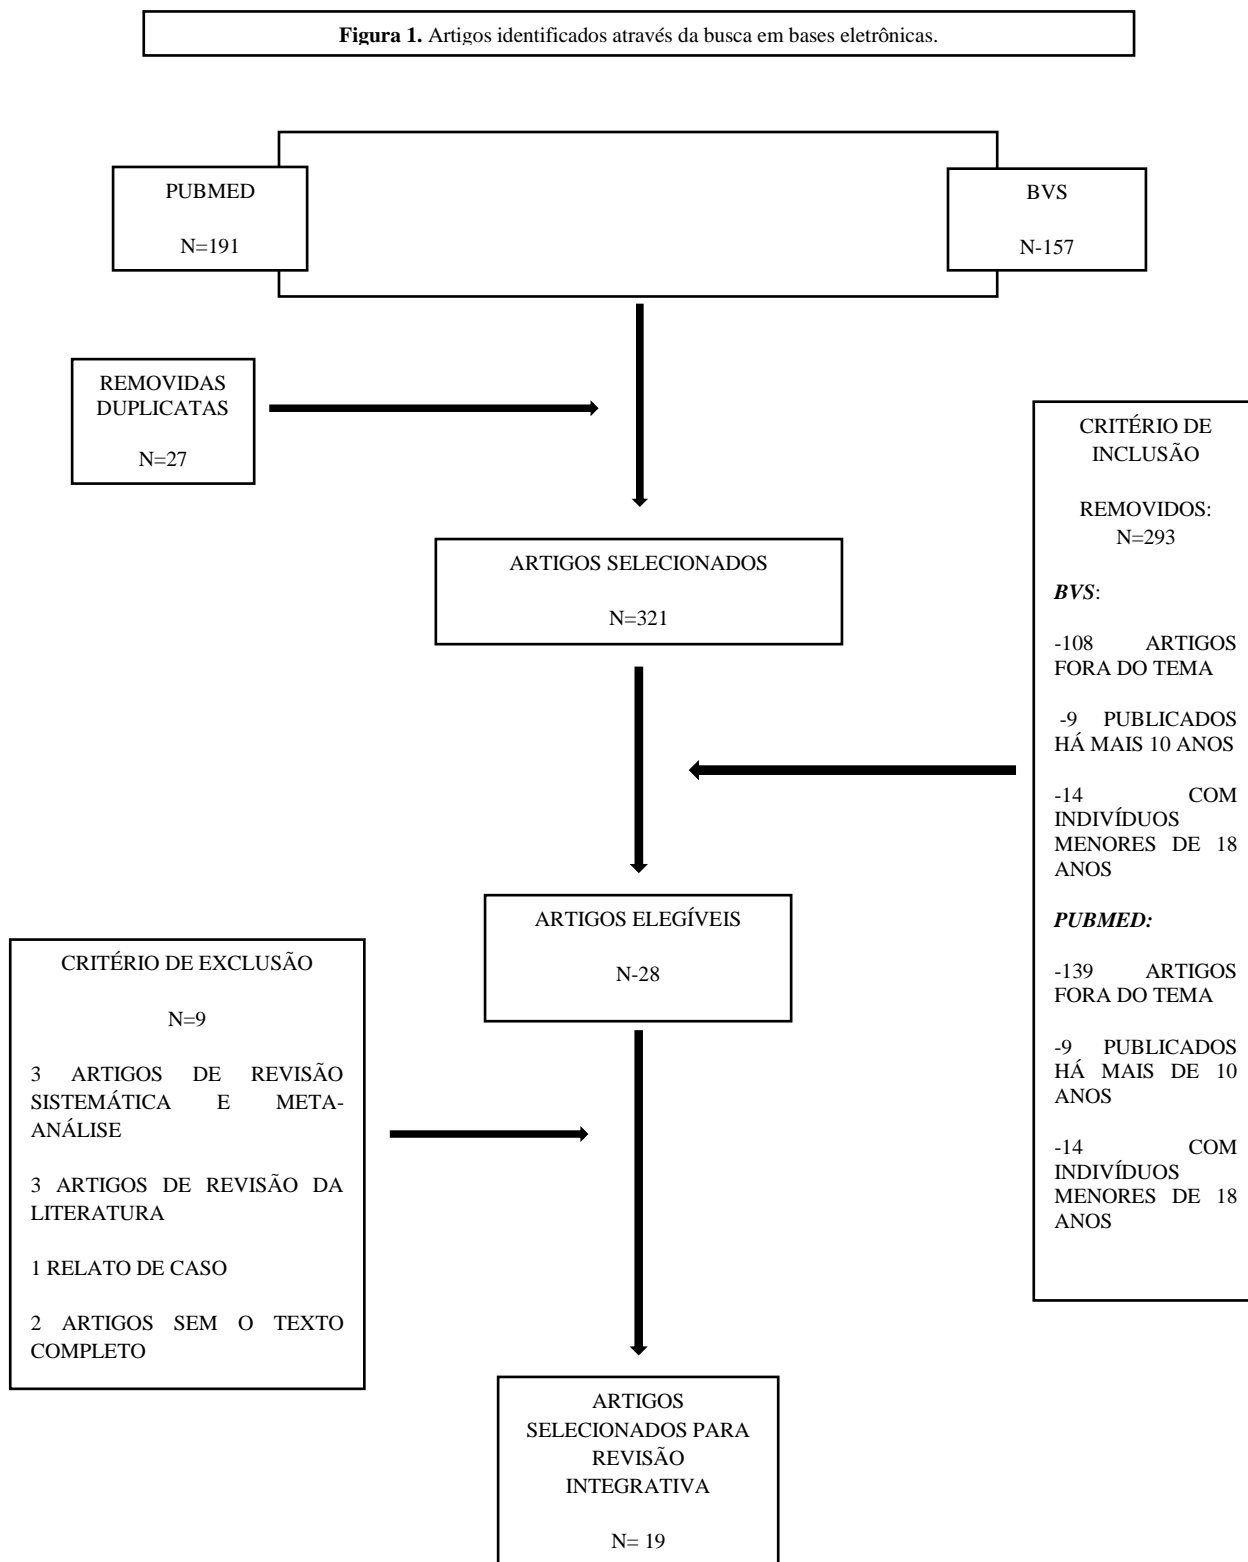 Figura 1. Artigos identificados através da busca em bases eletrônicas.
PUBMED
N=191
BVS
N-157
REMOVIDAS
DUPLICATAS
N=27
ARTIGOS SELECIONADOS
N=321
CRITÉRIO DE
INCLUSÃO
REMOVIDOS:
N=293
BVS:
-108 ARTIGOS
FORA DO TEMA
-9 PUBLICADOS
HÁ MAIS 10 ANOS
-14 COM
INDIVÍDUOS
MENORES DE 18
ANOS
PUBMED:
-139 ARTIGOS
FORA DO TEMA
-9 PUBLICADOS
HÁ MAIS DE 10
ANOS
-14 COM
INDIVÍDUOS
MENORES DE 18
ANOS
ARTIGOS ELEGÍVEIS
N-28
CRITÉRIO DE EXCLUSÃO
N=9
3 ARTIGOS DE REVISÃO
SISTEMÁTICA E META-
ANÁLISE
3 ARTIGOS DE REVISÃO DA
LITERATURA
1 RELATO DE CASO
2 ARTIGOS SEM O TEXTO
COMPLETO
ARTIGOS
SELECIONADOS PARA
REVISÃO
INTEGRATIVA
N= 19